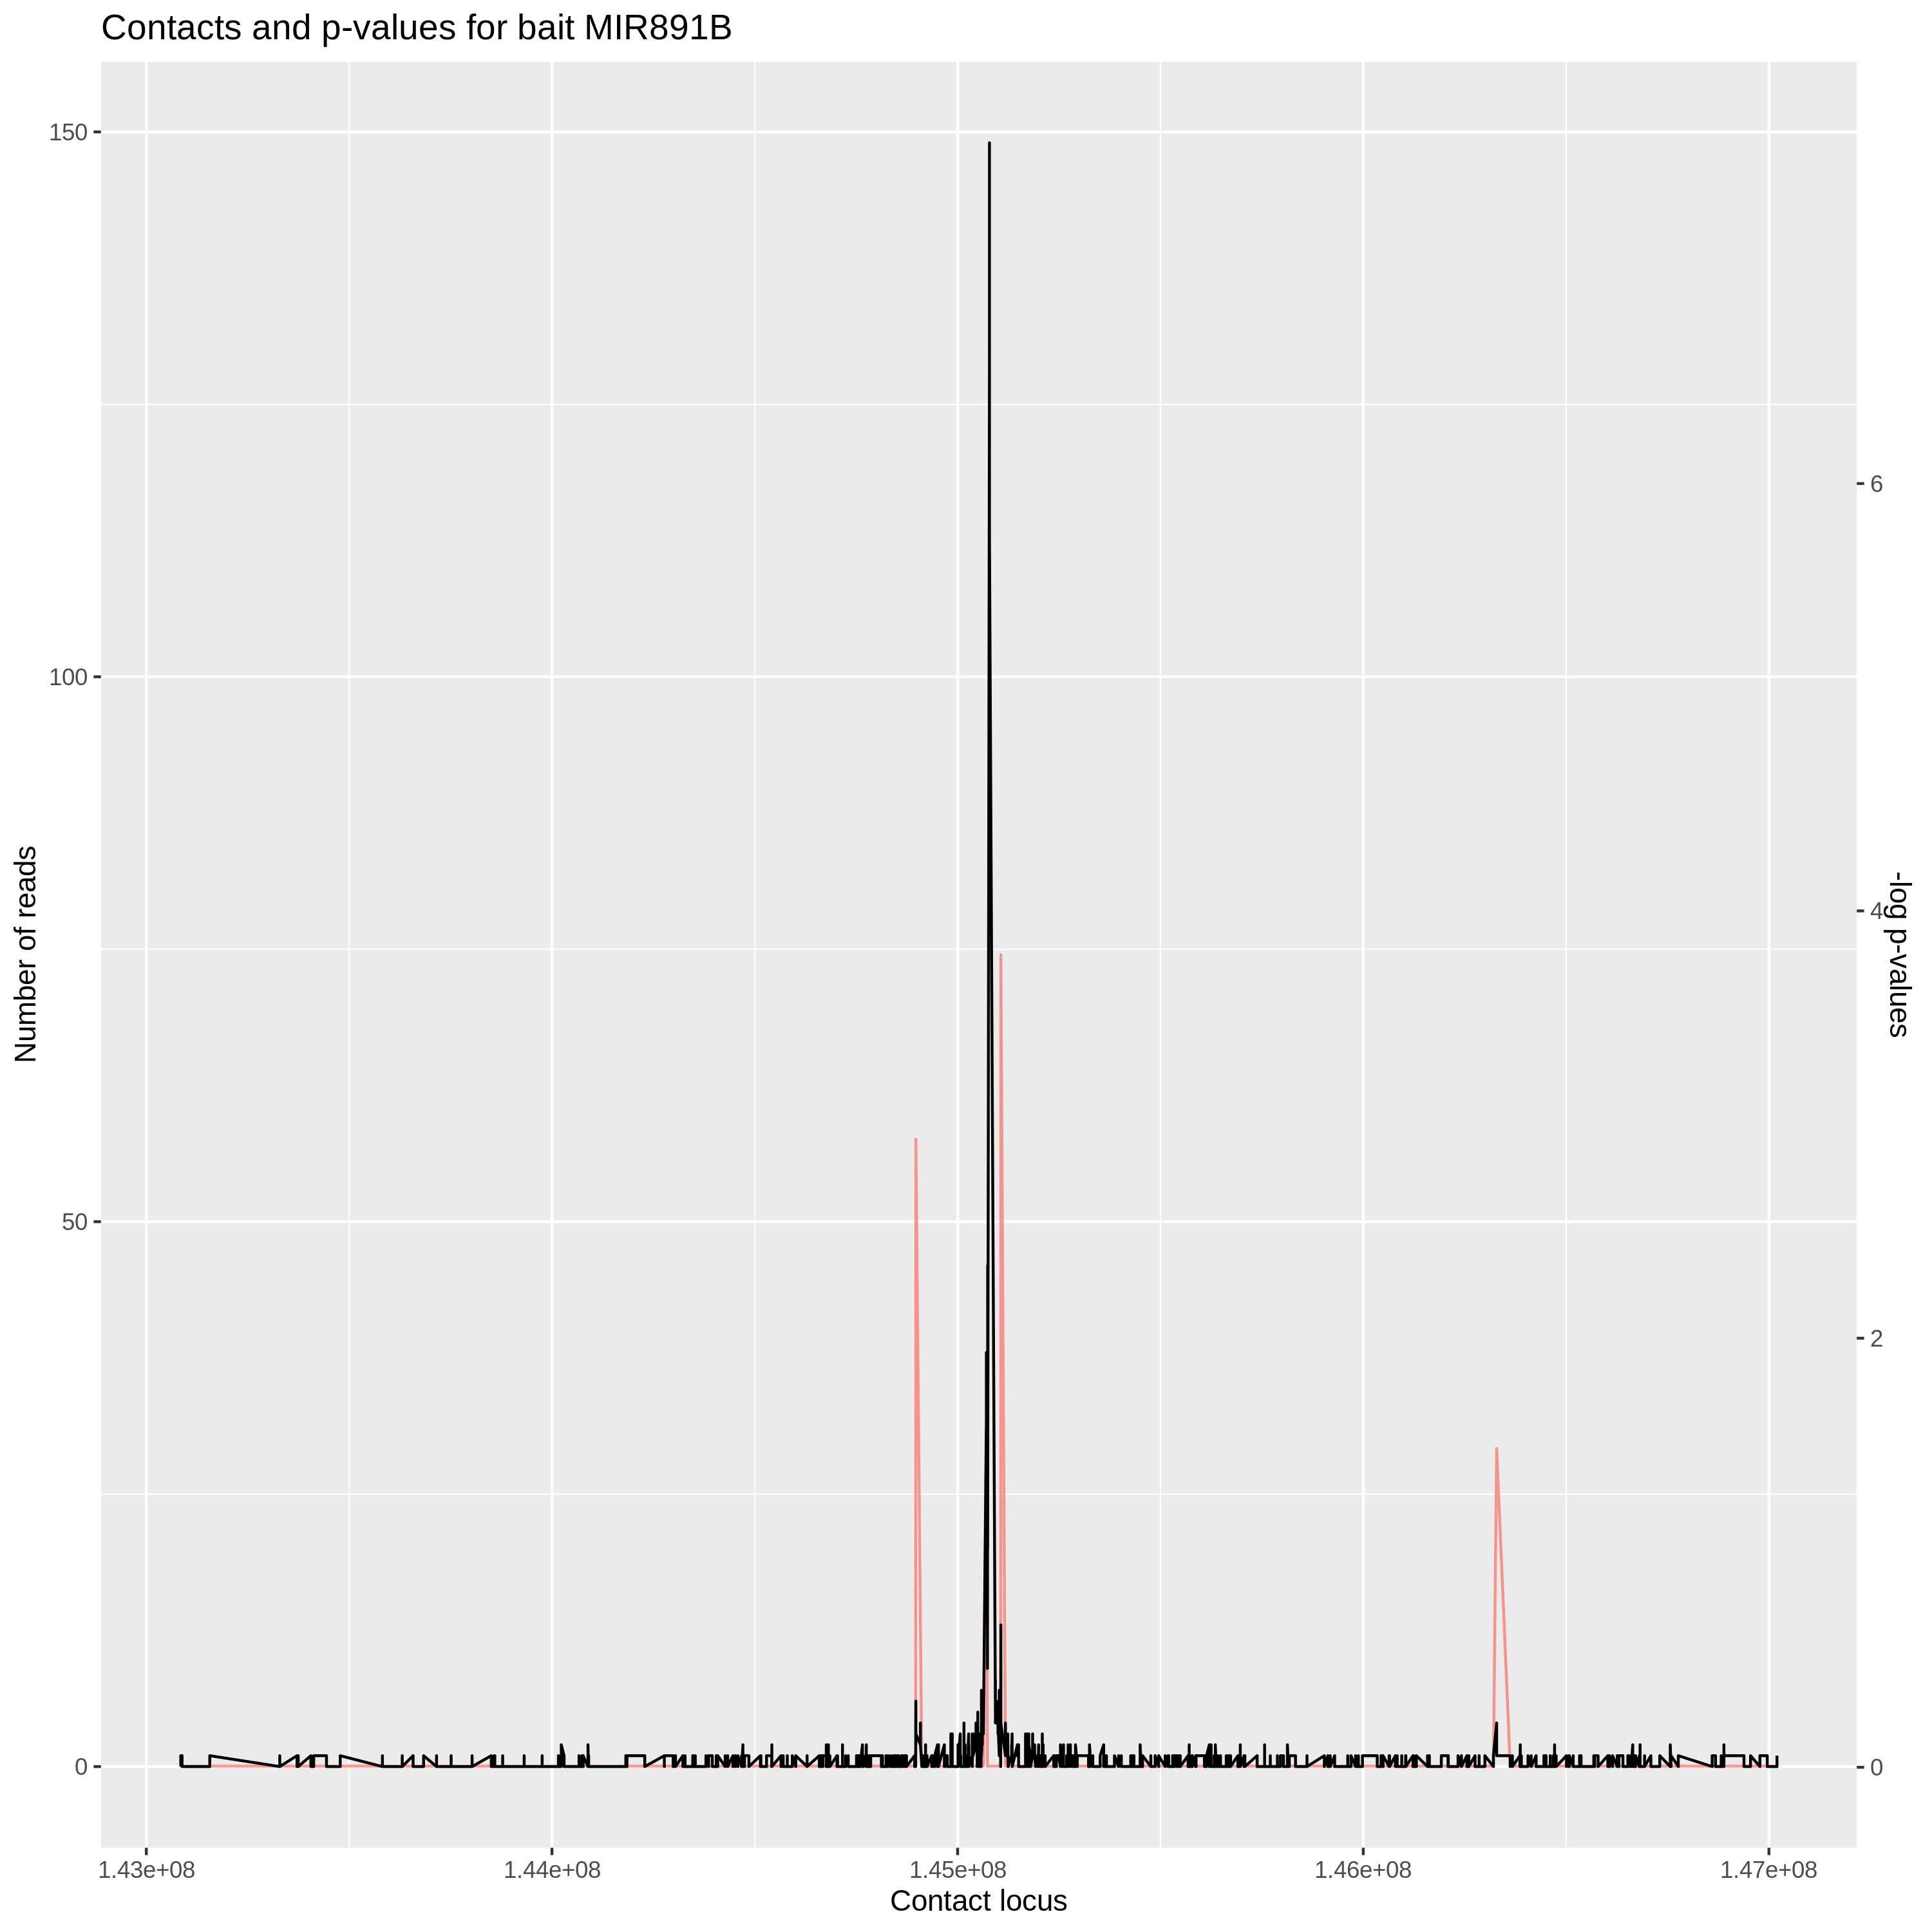 Contacts and p-values for bait MIR891B
150
100
50
0
Number of reads
6
4
2
0
-log p-values
1.43e+08
1.44e+08
1.45e+08
1.46e+08
1.47e+08
Contact locus